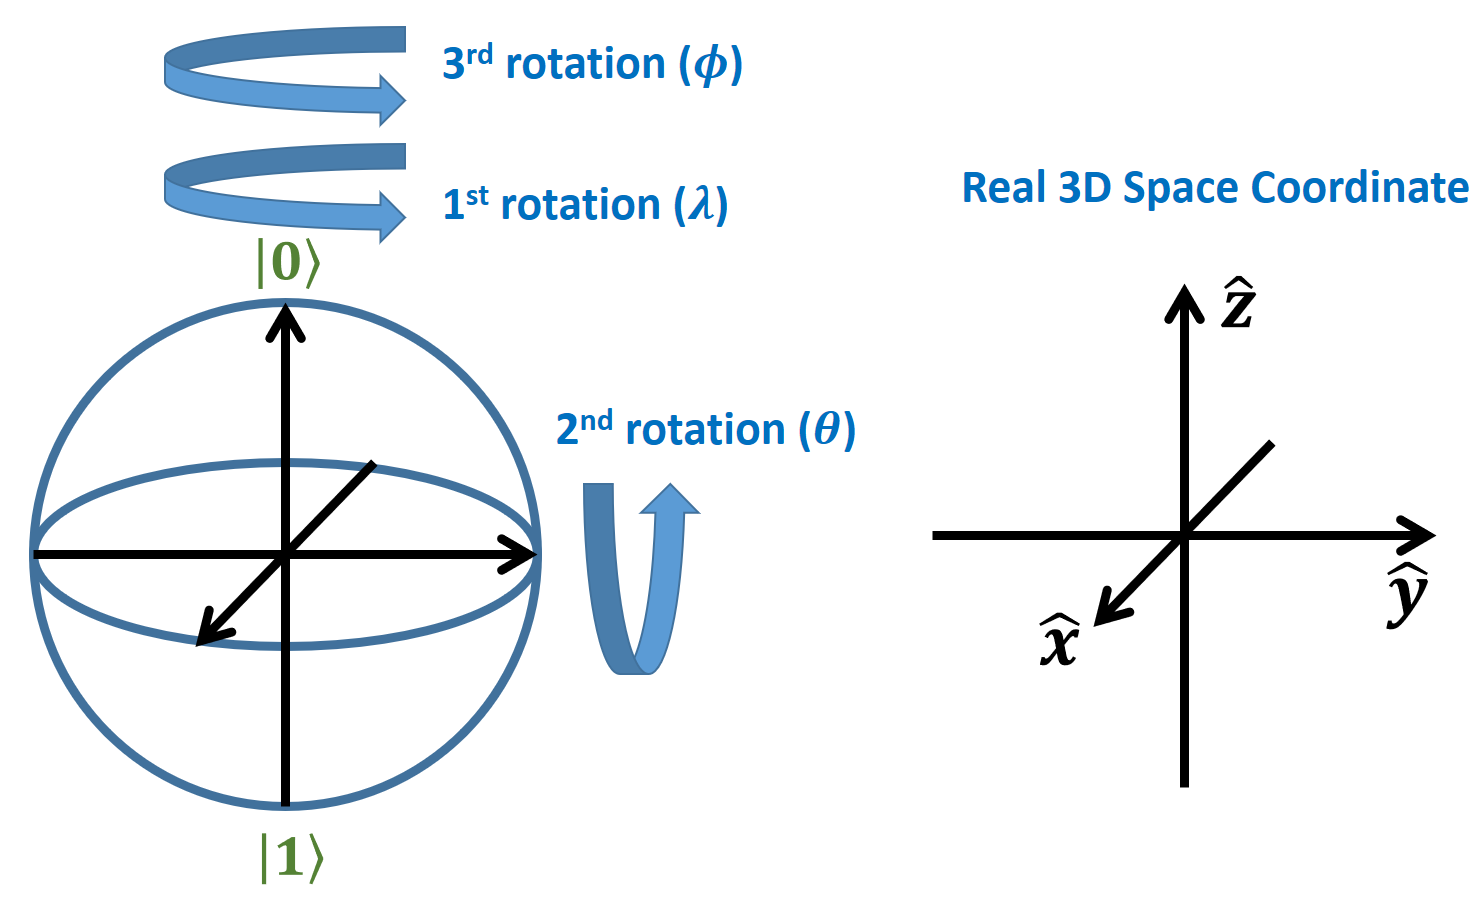 3rd rotation (ϕ)
1st rotation (λ)
Real 3D Space Coordinate
|0⟩
ẑ
2nd rotation (θ)
ŷ
x̂
|1⟩